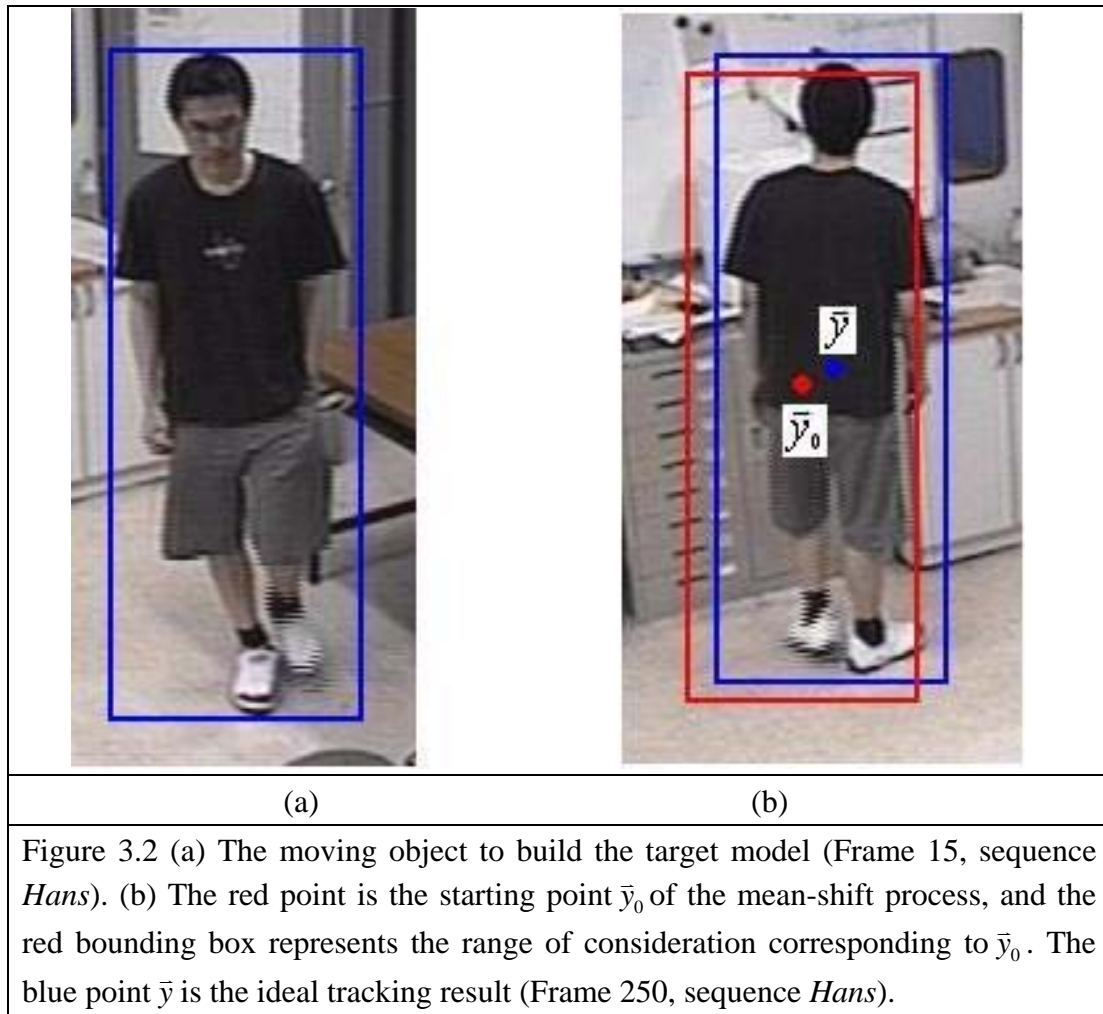 ȳ
ȳ₀
(a) (b)
Figure 3.2 (a) The moving object to build the target model (Frame 15, sequence
Hans). (b) The red point is the starting point ȳ₀ of the mean-shift process, and the
red bounding box represents the range of consideration corresponding to ȳ₀. The
blue point ȳ is the ideal tracking result (Frame 250, sequence Hans).